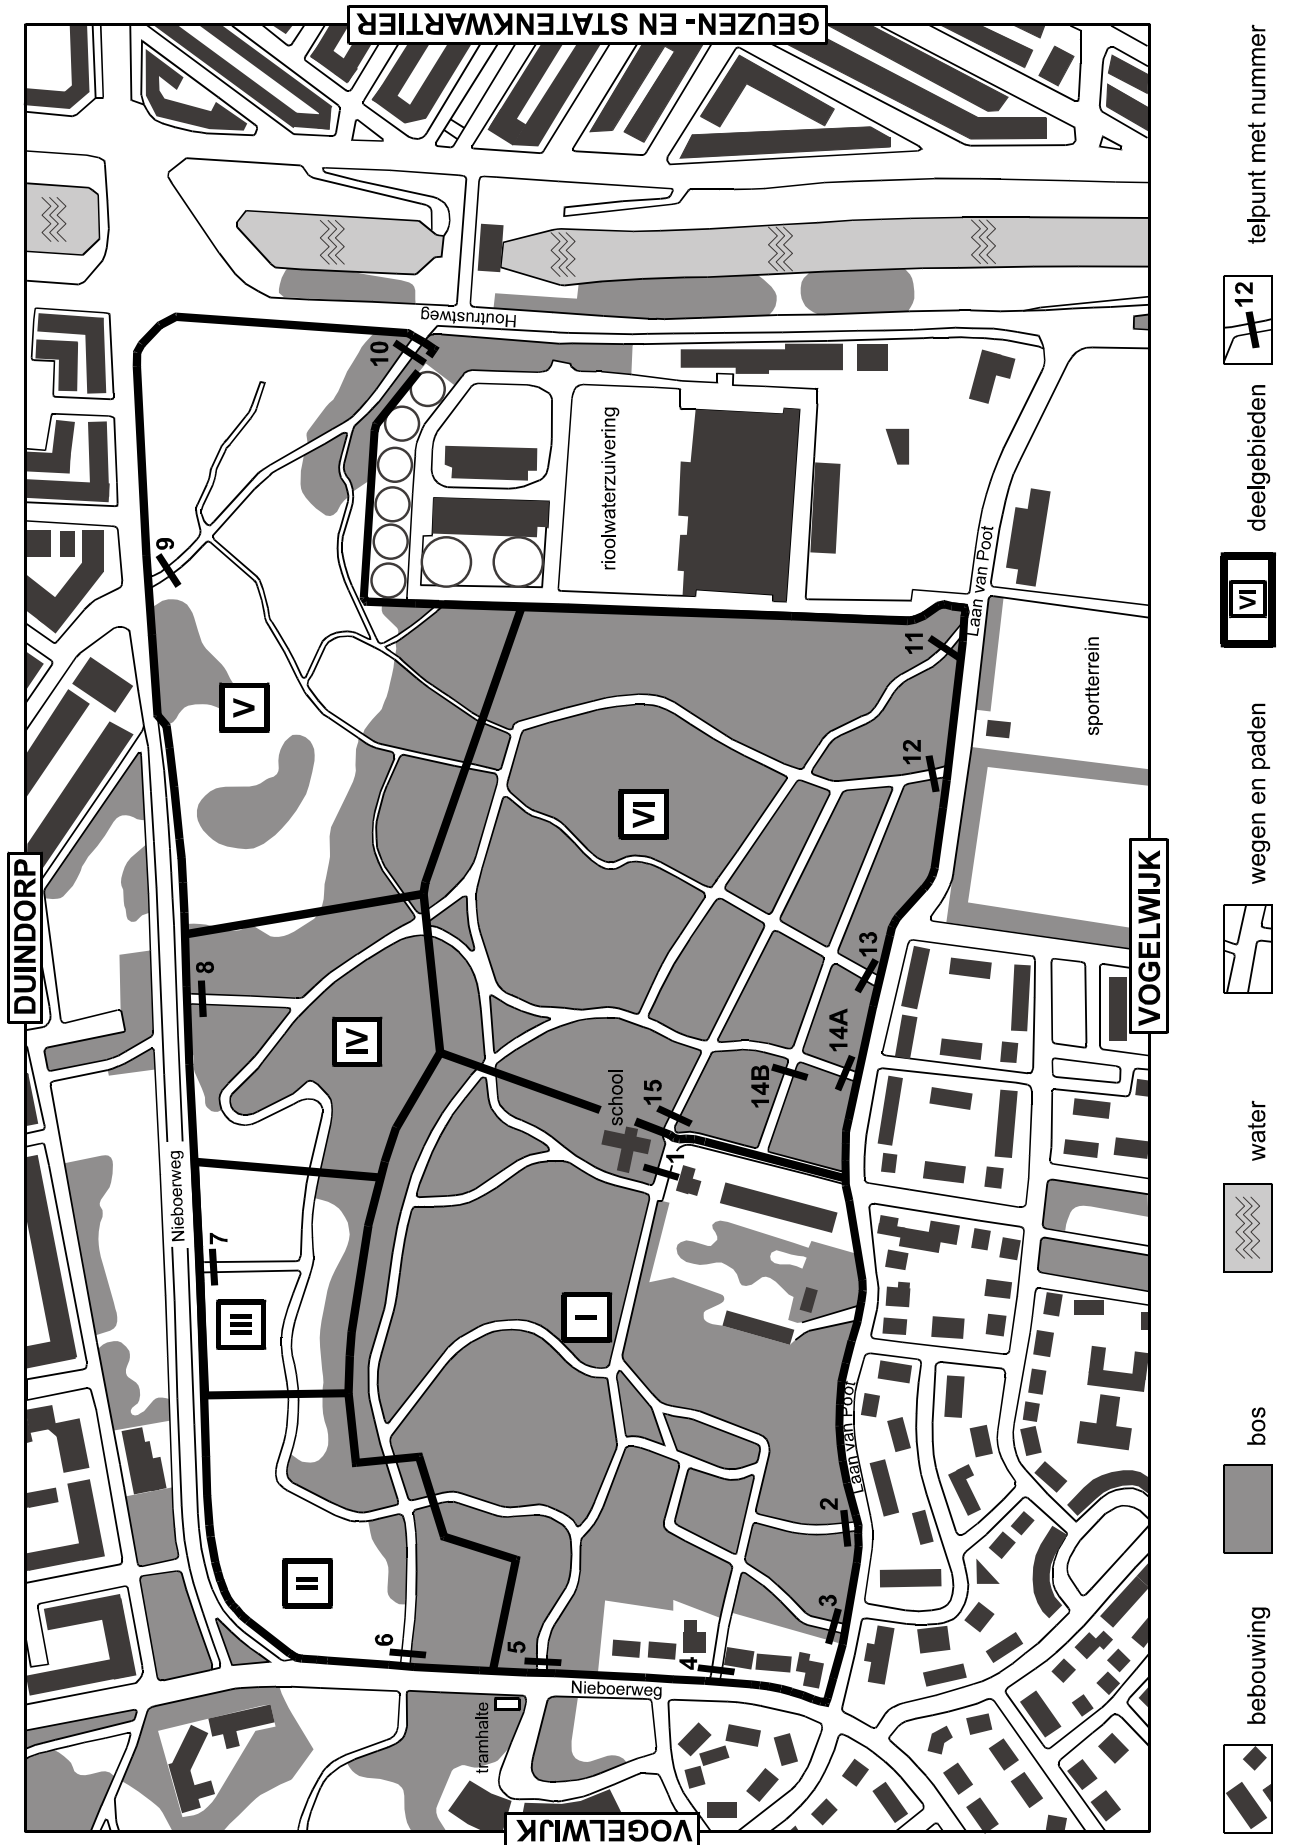 GEUZEN- EN STATENKWARTIER
DUINDORP
VOGELWIJK
VOGELWIJK
Houtrustweg
rioolwaterzuivering
Laan van Poot
sportterrein
Nieboerweg
school
Laan van Poot
Nieboerweg
tramhalte
I
II
III
IV
V
VI
1
2
3
4
5
6
7
8
9
10
11
12
13
14A
14B
15
bebouwing
bos
water
wegen en paden
VI
deelgebieden
12
telpunt met nummer